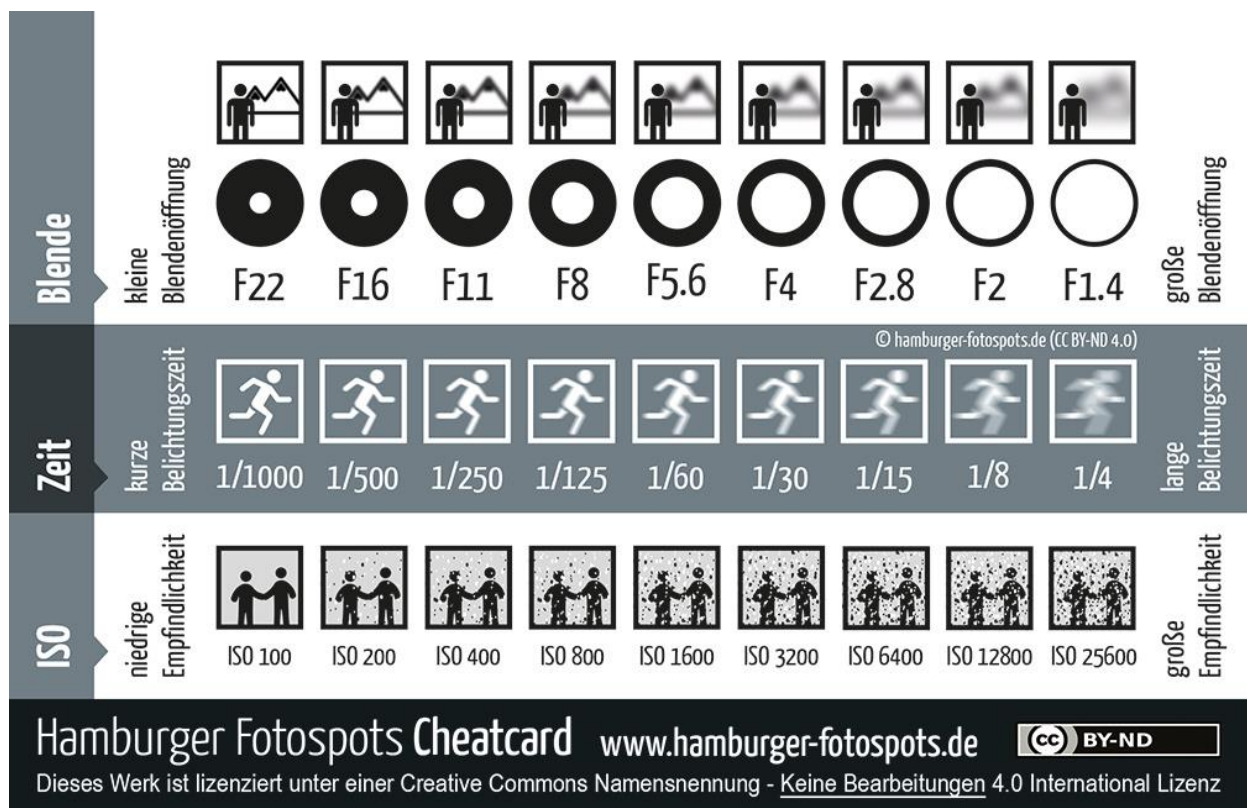 Blende
kleine
Blendenöffnung
F22 F16 F11 F8 F5.6 F4 F2.8 F2 F1.4
große
Blendenöffnung
© hamburger-fotospots.de (CC BY-ND 4.0)
Zeit
kurze
Belichtungszeit
1/1000 1/500 1/250 1/125 1/60 1/30 1/15 1/8 1/4
lange
Belichtungszeit
ISO
niedrige
Empfindlichkeit
ISO 100 ISO 200 ISO 400 ISO 800 ISO 1600 ISO 3200 ISO 6400 ISO 12800 ISO 25600
große
Empfindlichkeit
Hamburger Fotospots Cheatcard www.hamburger-fotospots.de cc BY-ND
Dieses Werk ist lizenziert unter einer Creative Commons Namensnennung - Keine Bearbeitungen 4.0 International Lizenz